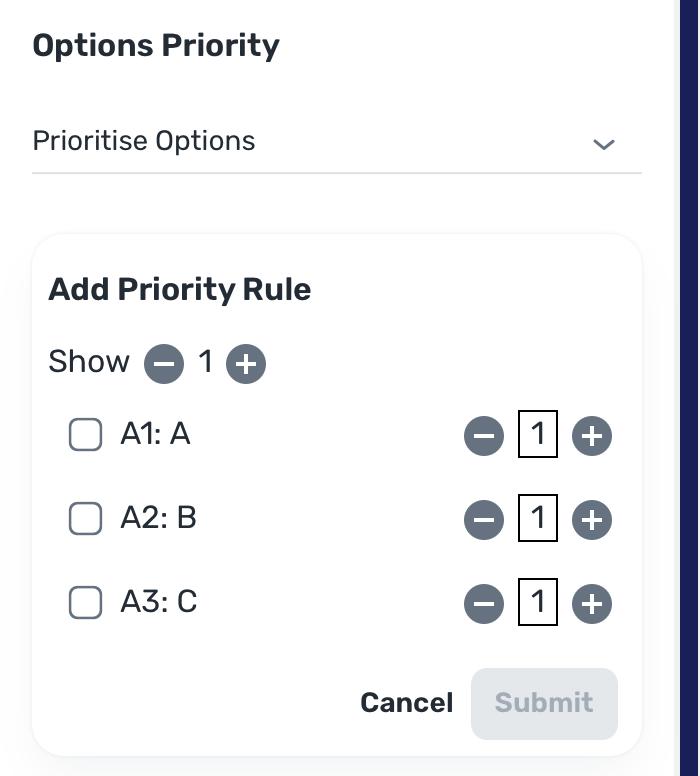 Options Priority
Prioritise Options
Add Priority Rule
Show 1
A1: A 1
A2: B 1
A3: C 1
Cancel Submit